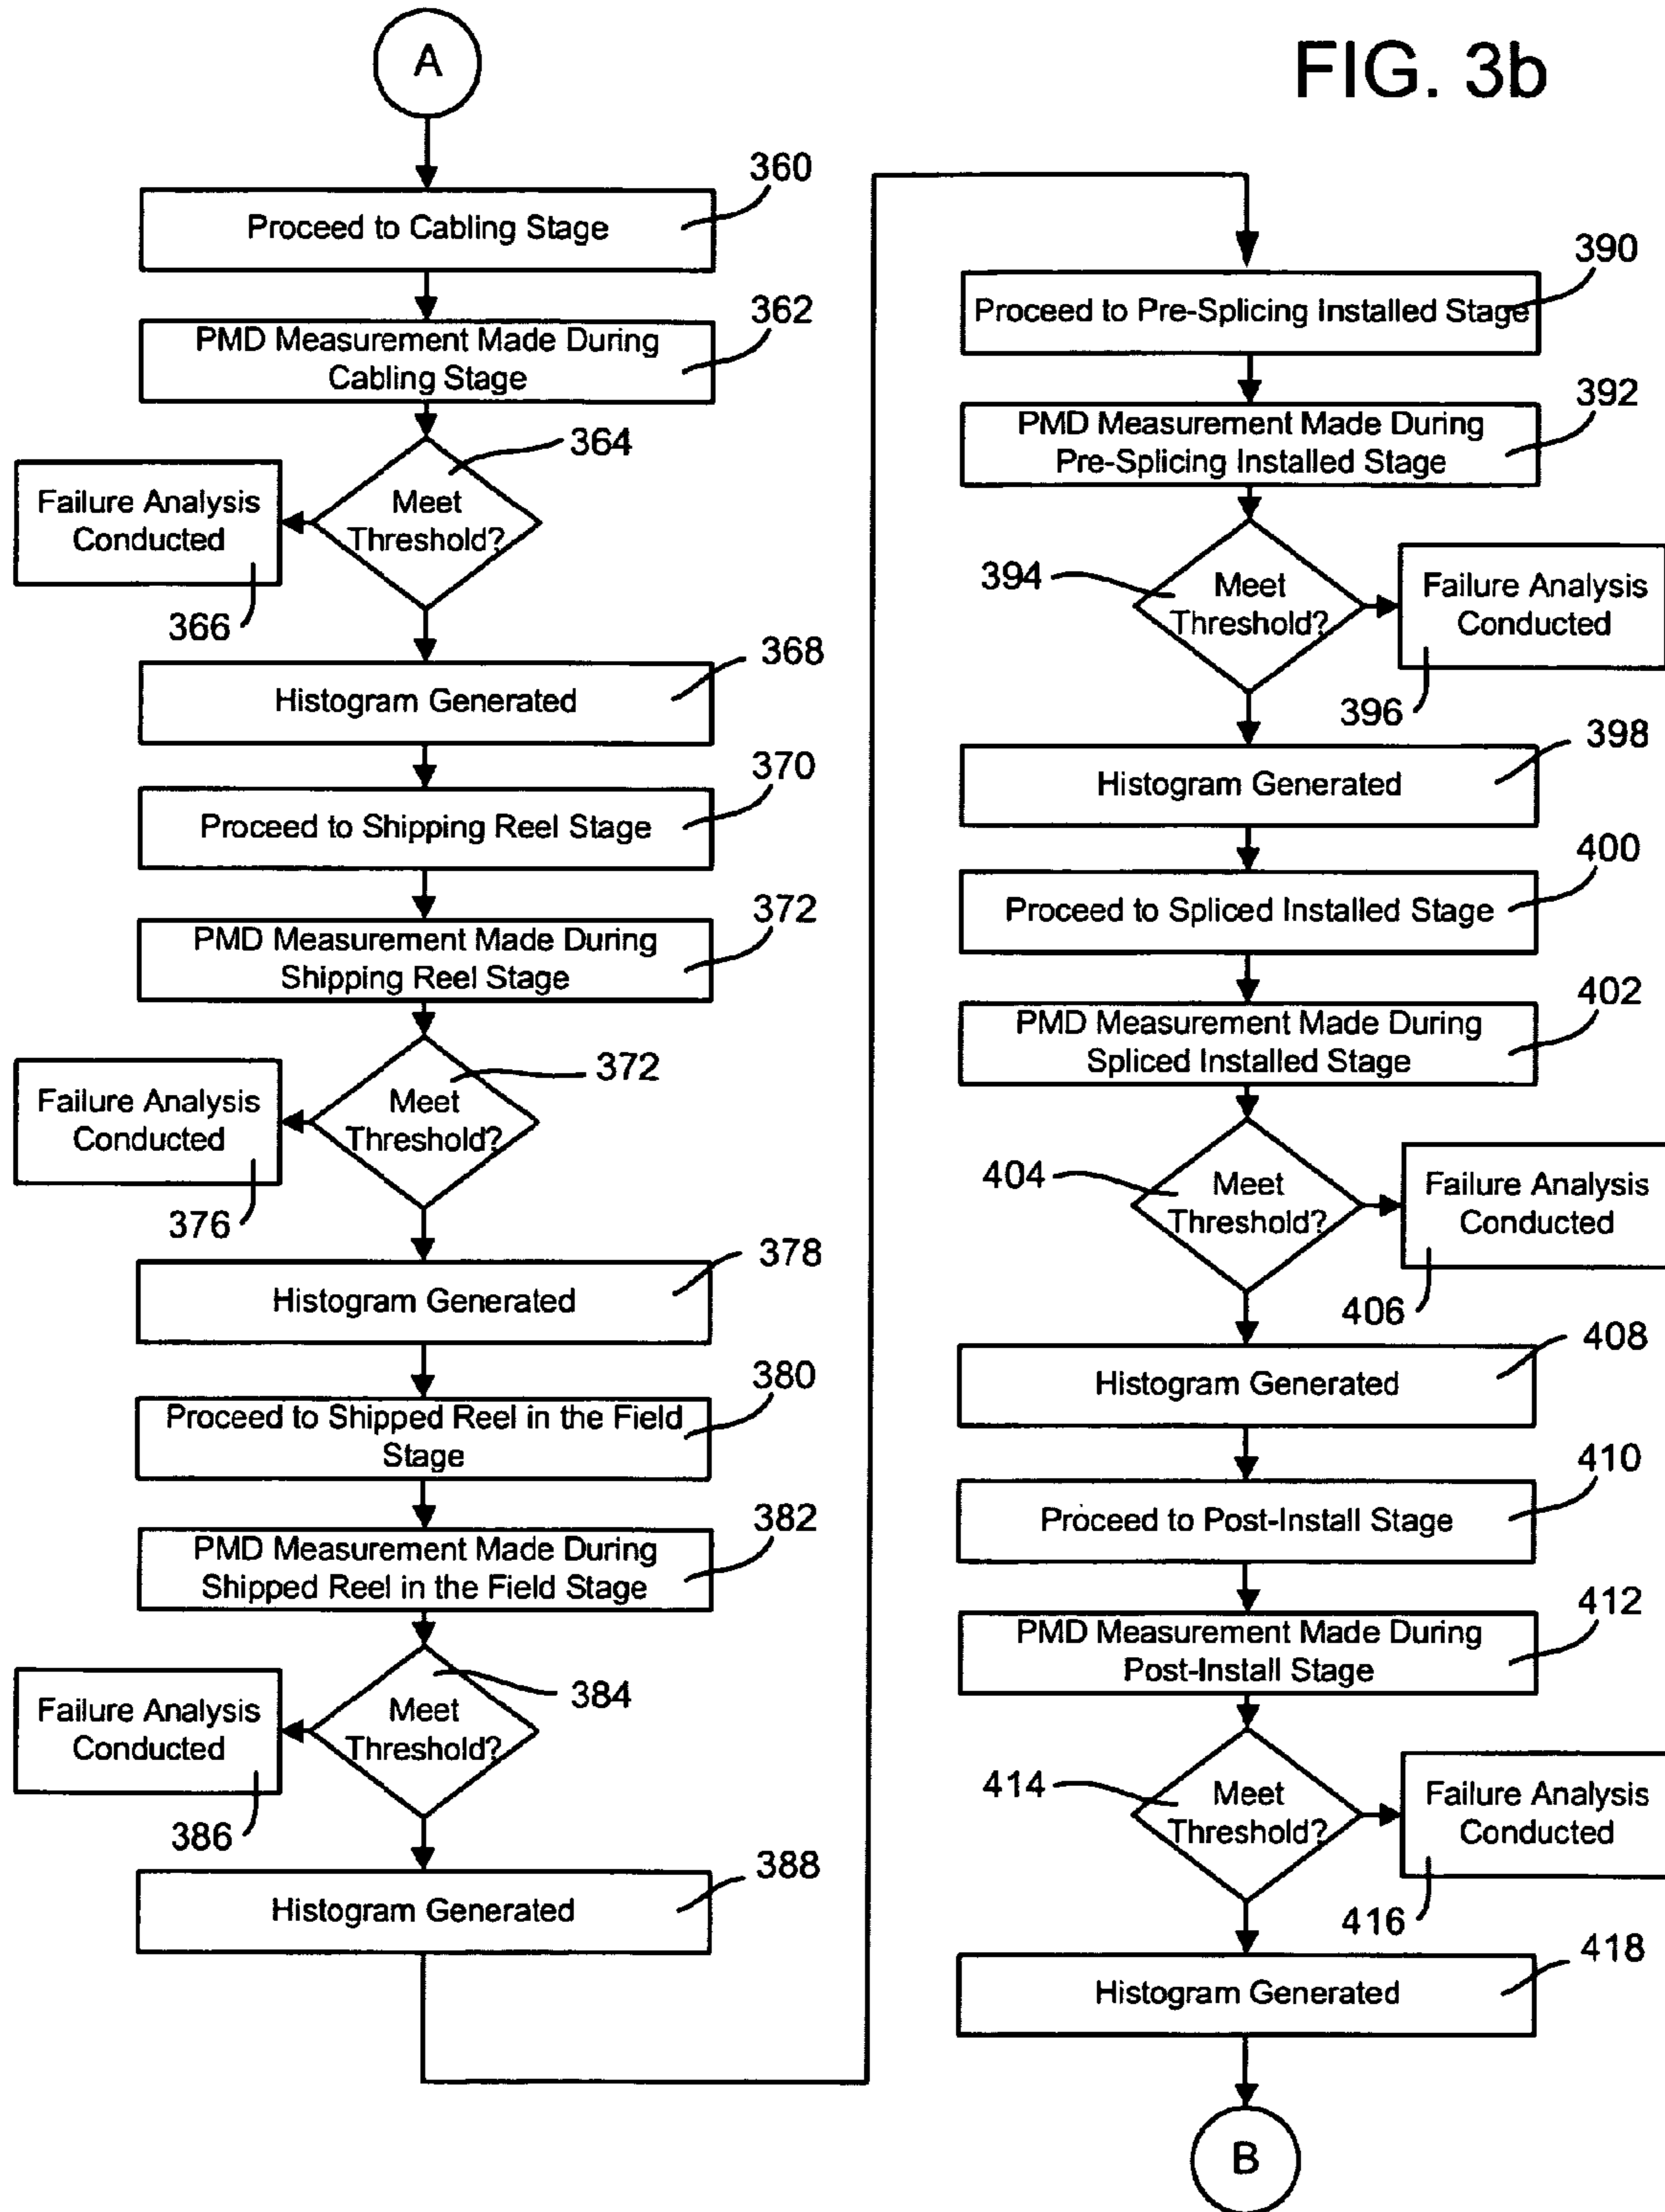 FIG. 3b
A
360
Proceed to Cabling Stage
362
PMD Measurement Made During
Cabling Stage
364
Meet
Threshold?
Failure Analysis
Conducted
366
368
Histogram Generated
370
Proceed to Shipping Reel Stage
372
PMD Measurement Made During
Shipping Reel Stage
372
Meet
Threshold?
Failure Analysis
Conducted
376
378
Histogram Generated
380
Proceed to Shipped Reel in the Field
Stage
382
PMD Measurement Made During
Shipped Reel in the Field Stage
384
Meet
Threshold?
Failure Analysis
Conducted
386
388
Histogram Generated
390
Proceed to Pre-Splicing Installed Stage
392
PMD Measurement Made During
Pre-Splicing Installed Stage
394
Meet
Threshold?
Failure Analysis
Conducted
396
398
Histogram Generated
400
Proceed to Spliced Installed Stage
402
PMD Measurement Made During
Spliced Installed Stage
404
Meet
Threshold?
Failure Analysis
Conducted
406
408
Histogram Generated
410
Proceed to Post-Install Stage
412
PMD Measurement Made During
Post-Install Stage
414
Meet
Threshold?
Failure Analysis
Conducted
416
418
Histogram Generated
B